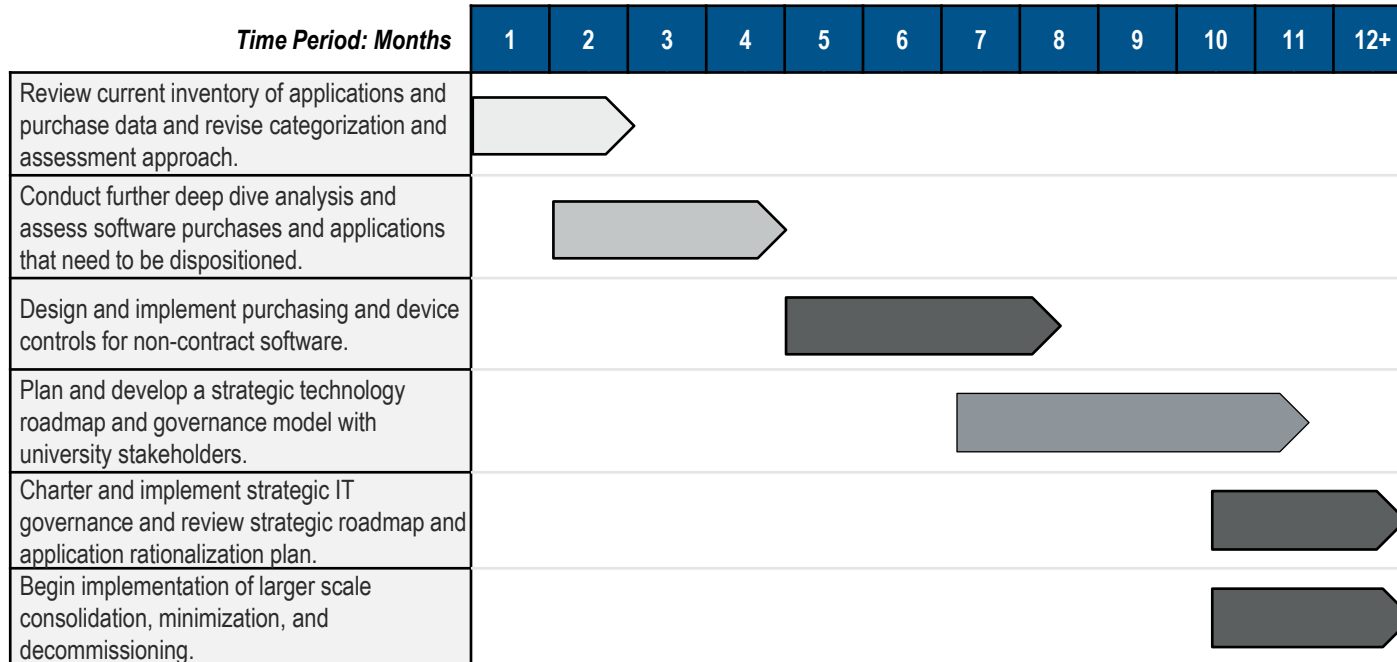 Time Period: Months 1 2 3 4 5 6 7 8 9 10 11 12+
Review current inventory of applications and
purchase data and revise categorization and
assessment approach.
Conduct further deep dive analysis and
assess software purchases and applications
that need to be dispositioned.
Design and implement purchasing and device
controls for non-contract software.
Plan and develop a strategic technology
roadmap and governance model with
university stakeholders.
Charter and implement strategic IT
governance and review strategic roadmap and
application rationalization plan.
Begin implementation of larger scale
consolidation, minimization, and
decommissioning.